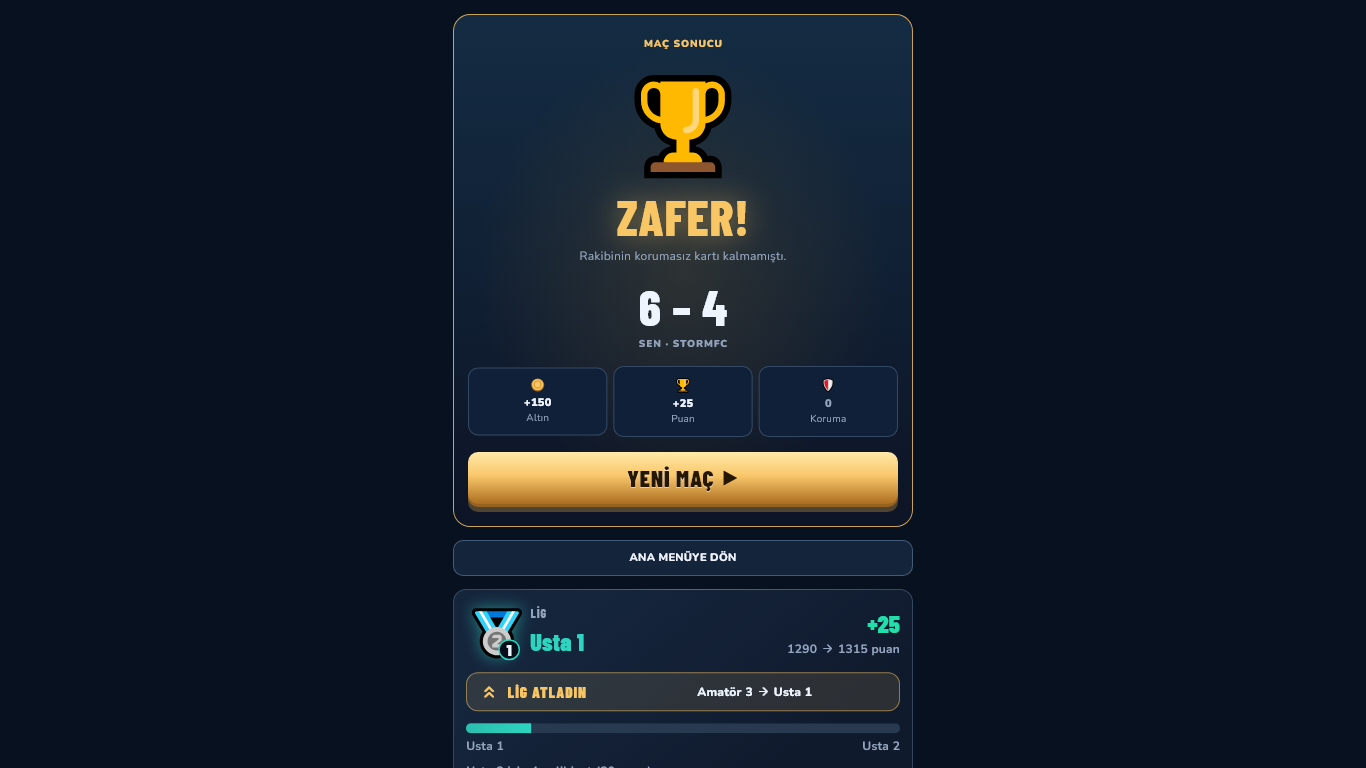 MAÇ SONUCU
ZAFER!
Rakibinin korumasız kartı kalmamıştı.
6 – 4
SEN · STORMFC
+150
Altın
+25
Puan
0
Koruma
YENİ MAÇ ▶
ANA MENÜYE DÖN
LİG
Usta 1
2
1
+25
1290 → 1315 puan
LİG ATLADIN
Amatör 3 → Usta 1
Usta 1
Usta 2